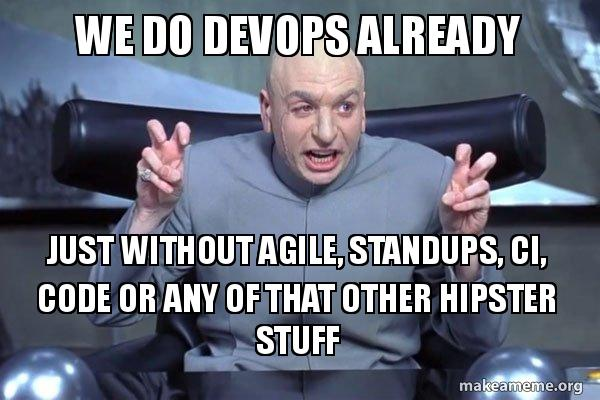 WE DO DEVOPS ALREADY
JUST WITHOUT AGILE, STANDUPS, CI,
CODE OR ANY OF THAT OTHER HIPSTER
STUFF
makeameme.org